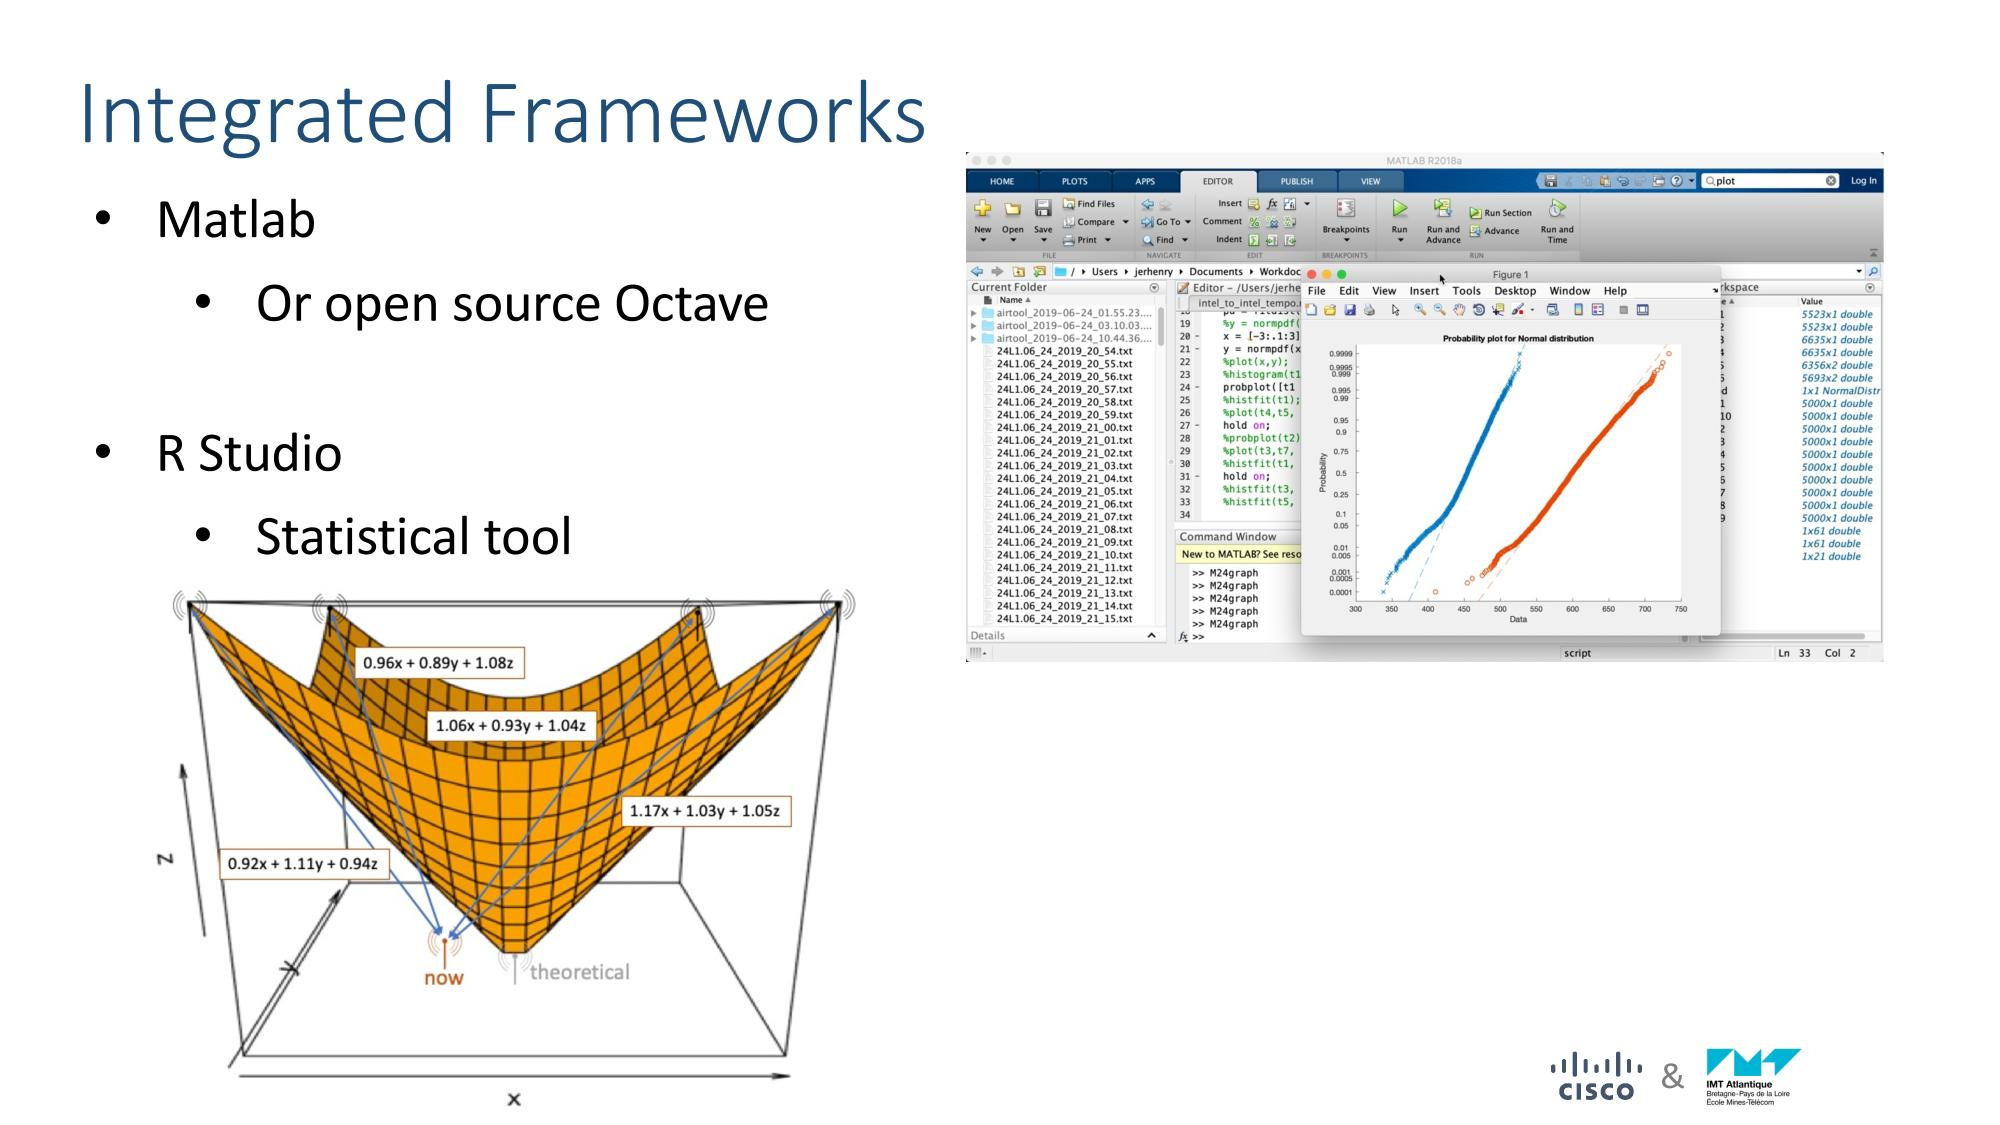 Integrated Frameworks
• Matlab
• Or open source Octave
• R Studio
• Statistical tool
0.96x + 0.89y + 1.08z
1.06x + 0.93y + 1.04z
1.17x + 1.03y + 1.05z
0.92x + 1.11y + 0.94z
now
theoretical
z
y
x
MATLAB R2018a
HOME PLOTS APPS EDITOR PUBLISH VIEW
plot
Log In
New Open Save
Find Files
Compare
Print
Go To
Find
Insert
Comment
Indent
fx
Breakpoints
Run
Run and Advance
Run Section
Advance
Run and Time
FILE NAVIGATE EDIT BREAKPOINTS RUN
/ Users jerhenry Documents Workdoc
Current Folder
Name
airtool_2019-06-24_01.55.23....
airtool_2019-06-24_03.10.03....
airtool_2019-06-24_10.44.36....
24L1.06_24_2019_20_54.txt
24L1.06_24_2019_20_55.txt
24L1.06_24_2019_20_56.txt
24L1.06_24_2019_20_57.txt
24L1.06_24_2019_20_58.txt
24L1.06_24_2019_20_59.txt
24L1.06_24_2019_21_00.txt
24L1.06_24_2019_21_01.txt
24L1.06_24_2019_21_02.txt
24L1.06_24_2019_21_03.txt
24L1.06_24_2019_21_04.txt
24L1.06_24_2019_21_05.txt
24L1.06_24_2019_21_06.txt
24L1.06_24_2019_21_07.txt
24L1.06_24_2019_21_08.txt
24L1.06_24_2019_21_09.txt
24L1.06_24_2019_21_10.txt
24L1.06_24_2019_21_11.txt
24L1.06_24_2019_21_12.txt
24L1.06_24_2019_21_13.txt
24L1.06_24_2019_21_14.txt
24L1.06_24_2019_21_15.txt
Details
Editor – /Users/jerhe
intel_to_intel_tempo.
19 %y = normpdf(
20 - x = [-3:.1:3]
21 - y = normpdf(x
22 %plot(x,y);
23 %histogram(t1
24 - probplot([t1
25 %histfit(t1);
26 %plot(t4,t5,
27 - hold on;
28 %probplot(t2)
29 %plot(t3,t7,
30 %histfit(t1,
31 - hold on;
32 %histfit(t3,
33 %histfit(t5,
34
Command Window
New to MATLAB? See reso
>> M24graph
>> M24graph
>> M24graph
>> M24graph
>> M24graph
fx >>
Figure 1
File Edit View Insert Tools Desktop Window Help
Probability plot for Normal distribution
0.9999
0.9995
0.999
0.995
0.99
0.95
0.9
0.75
0.5
0.25
0.1
0.05
0.01
0.005
0.001
0.0005
0.0001
Probability
300 350 400 450 500 550 600 650 700 750
Data
rkspace
Value
5523x1 double
5523x1 double
6635x1 double
6635x1 double
6356x2 double
5693x2 double
1x1 NormalDistr
5000x1 double
5000x1 double
5000x1 double
5000x1 double
5000x1 double
5000x1 double
5000x1 double
5000x1 double
5000x1 double
5000x1 double
1x61 double
1x61 double
1x21 double
script
Ln 33 Col 2
CISCO
&
IMT Atlantique
Bretagne-Pays de la Loire
École Mines-Télécom